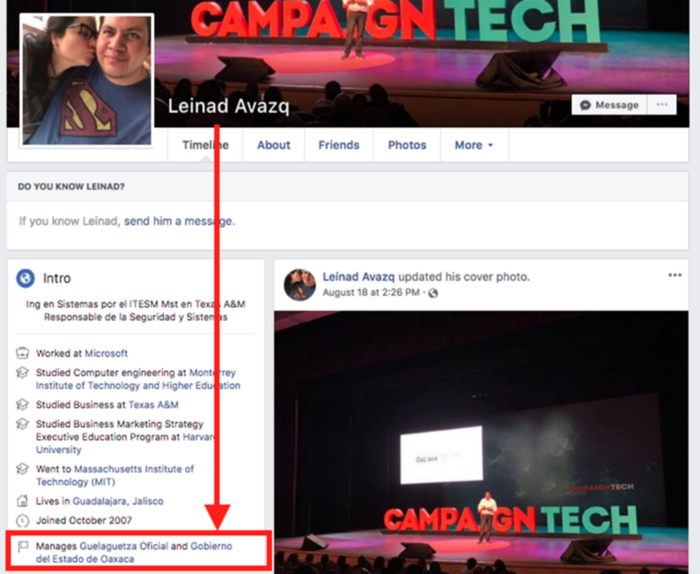 CAMPAIGN TECH
Leinad Avazq
Message
Timeline About Friends Photos More
DO YOU KNOW LEINAD?
If you know Leinad, send him a message.
Intro
Ing en Sistemas por el ITESM Mst en Texas A&M
Responsable de la Seguridad y Sistemas
Worked at Microsoft
Studied Computer engineering at Monterrey
Institute of Technology and Higher Education
Studied Business at Texas A&M
Studied Business Marketing Strategy
Executive Education Program at Harvard
University
Went to Massachusetts Institute of
Technology (MIT)
Lives in Guadalajara, Jalisco
Joined October 2007
Manages Guelaguetza Oficial and Gobierno
del Estado de Oaxaca
Leinad Avazq updated his cover photo.
August 18 at 2:26 PM ·
CAMPAIGNTECH
CAMPAIGN TECH